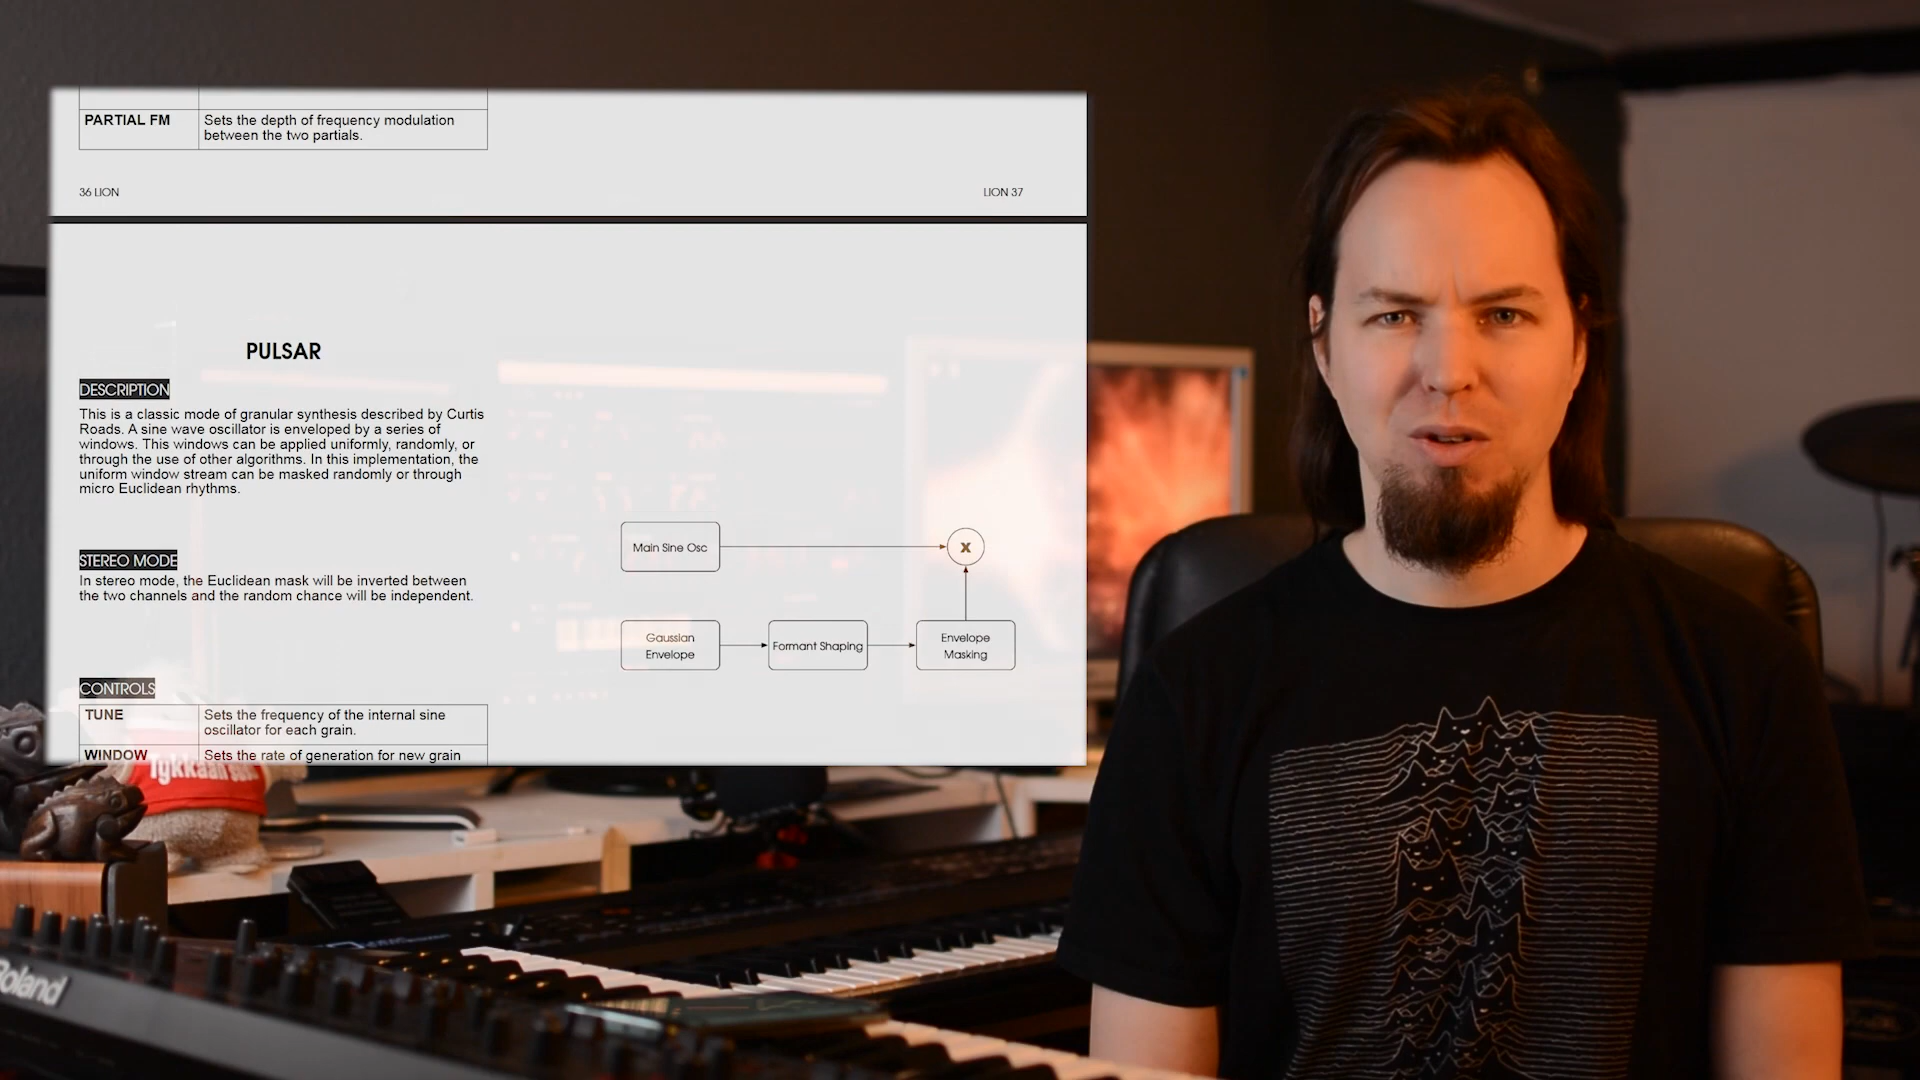 PARTIAL FM
Sets the depth of frequency modulation
between the two partials.
36 LION
LION 37
PULSAR
DESCRIPTION
This is a classic mode of granular synthesis described by Curtis
Roads. A sine wave oscillator is enveloped by a series of
windows. This windows can be applied uniformly, randomly, or
through the use of other algorithms. In this implementation, the
uniform window stream can be masked randomly or through
micro Euclidean rhythms.
STEREO MODE
In stereo mode, the Euclidean mask will be inverted between
the two channels and the random chance will be independent.
CONTROLS
TUNE
Sets the frequency of the internal sine
oscillator for each grain.
WINDOW
Sets the rate of generation for new grain
Main Sine Osc
X
Gaussian
Envelope
Formant Shaping
Envelope
Masking
Roland